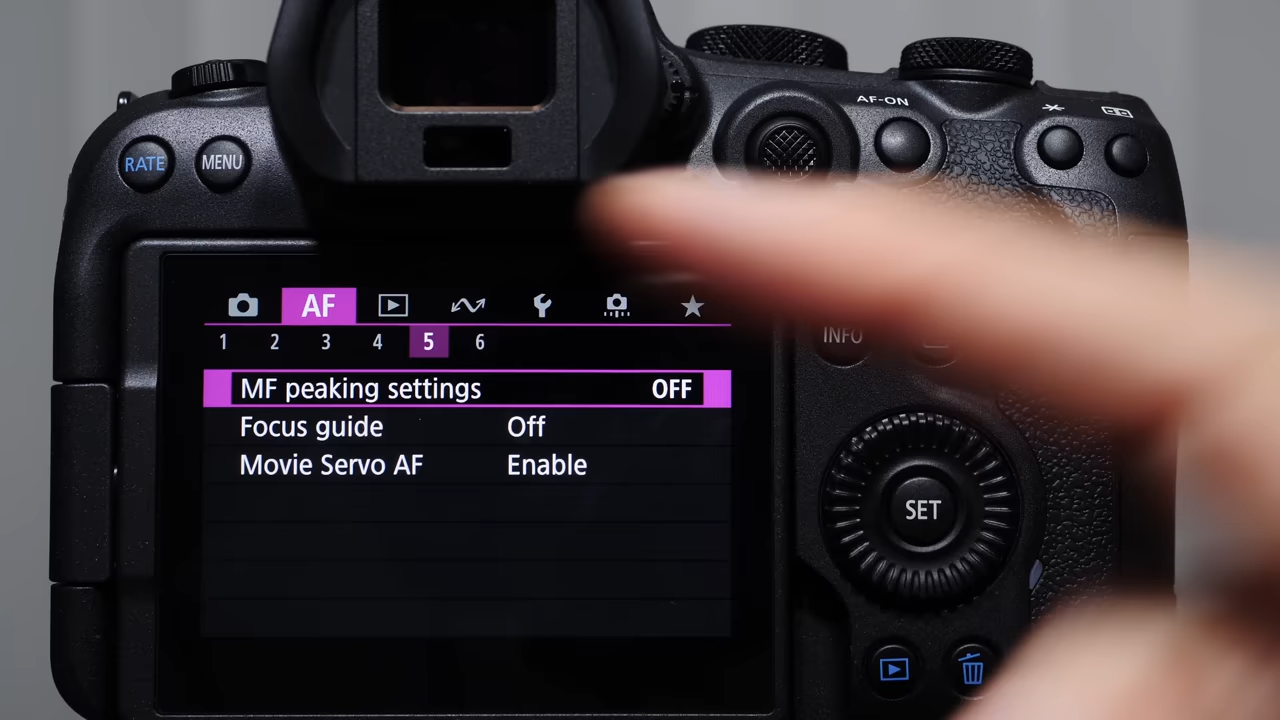 AF-ON
RATE
MENU
AF
1 2 3 4 5 6
INFO
MF peaking settings OFF
Focus guide Off
Movie Servo AF Enable
SET